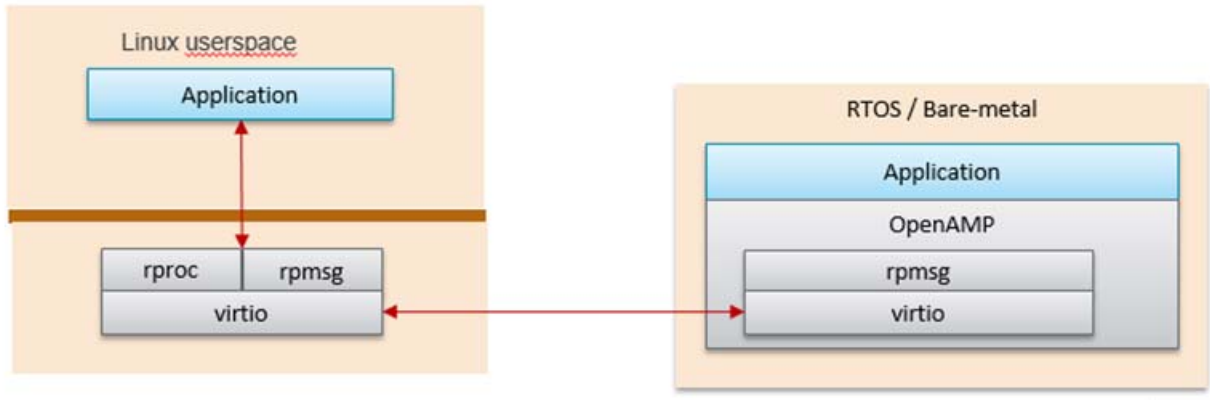 Linux userspace
Application
rproc
rpmsg
virtio
RTOS / Bare-metal
Application
OpenAMP
rpmsg
virtio